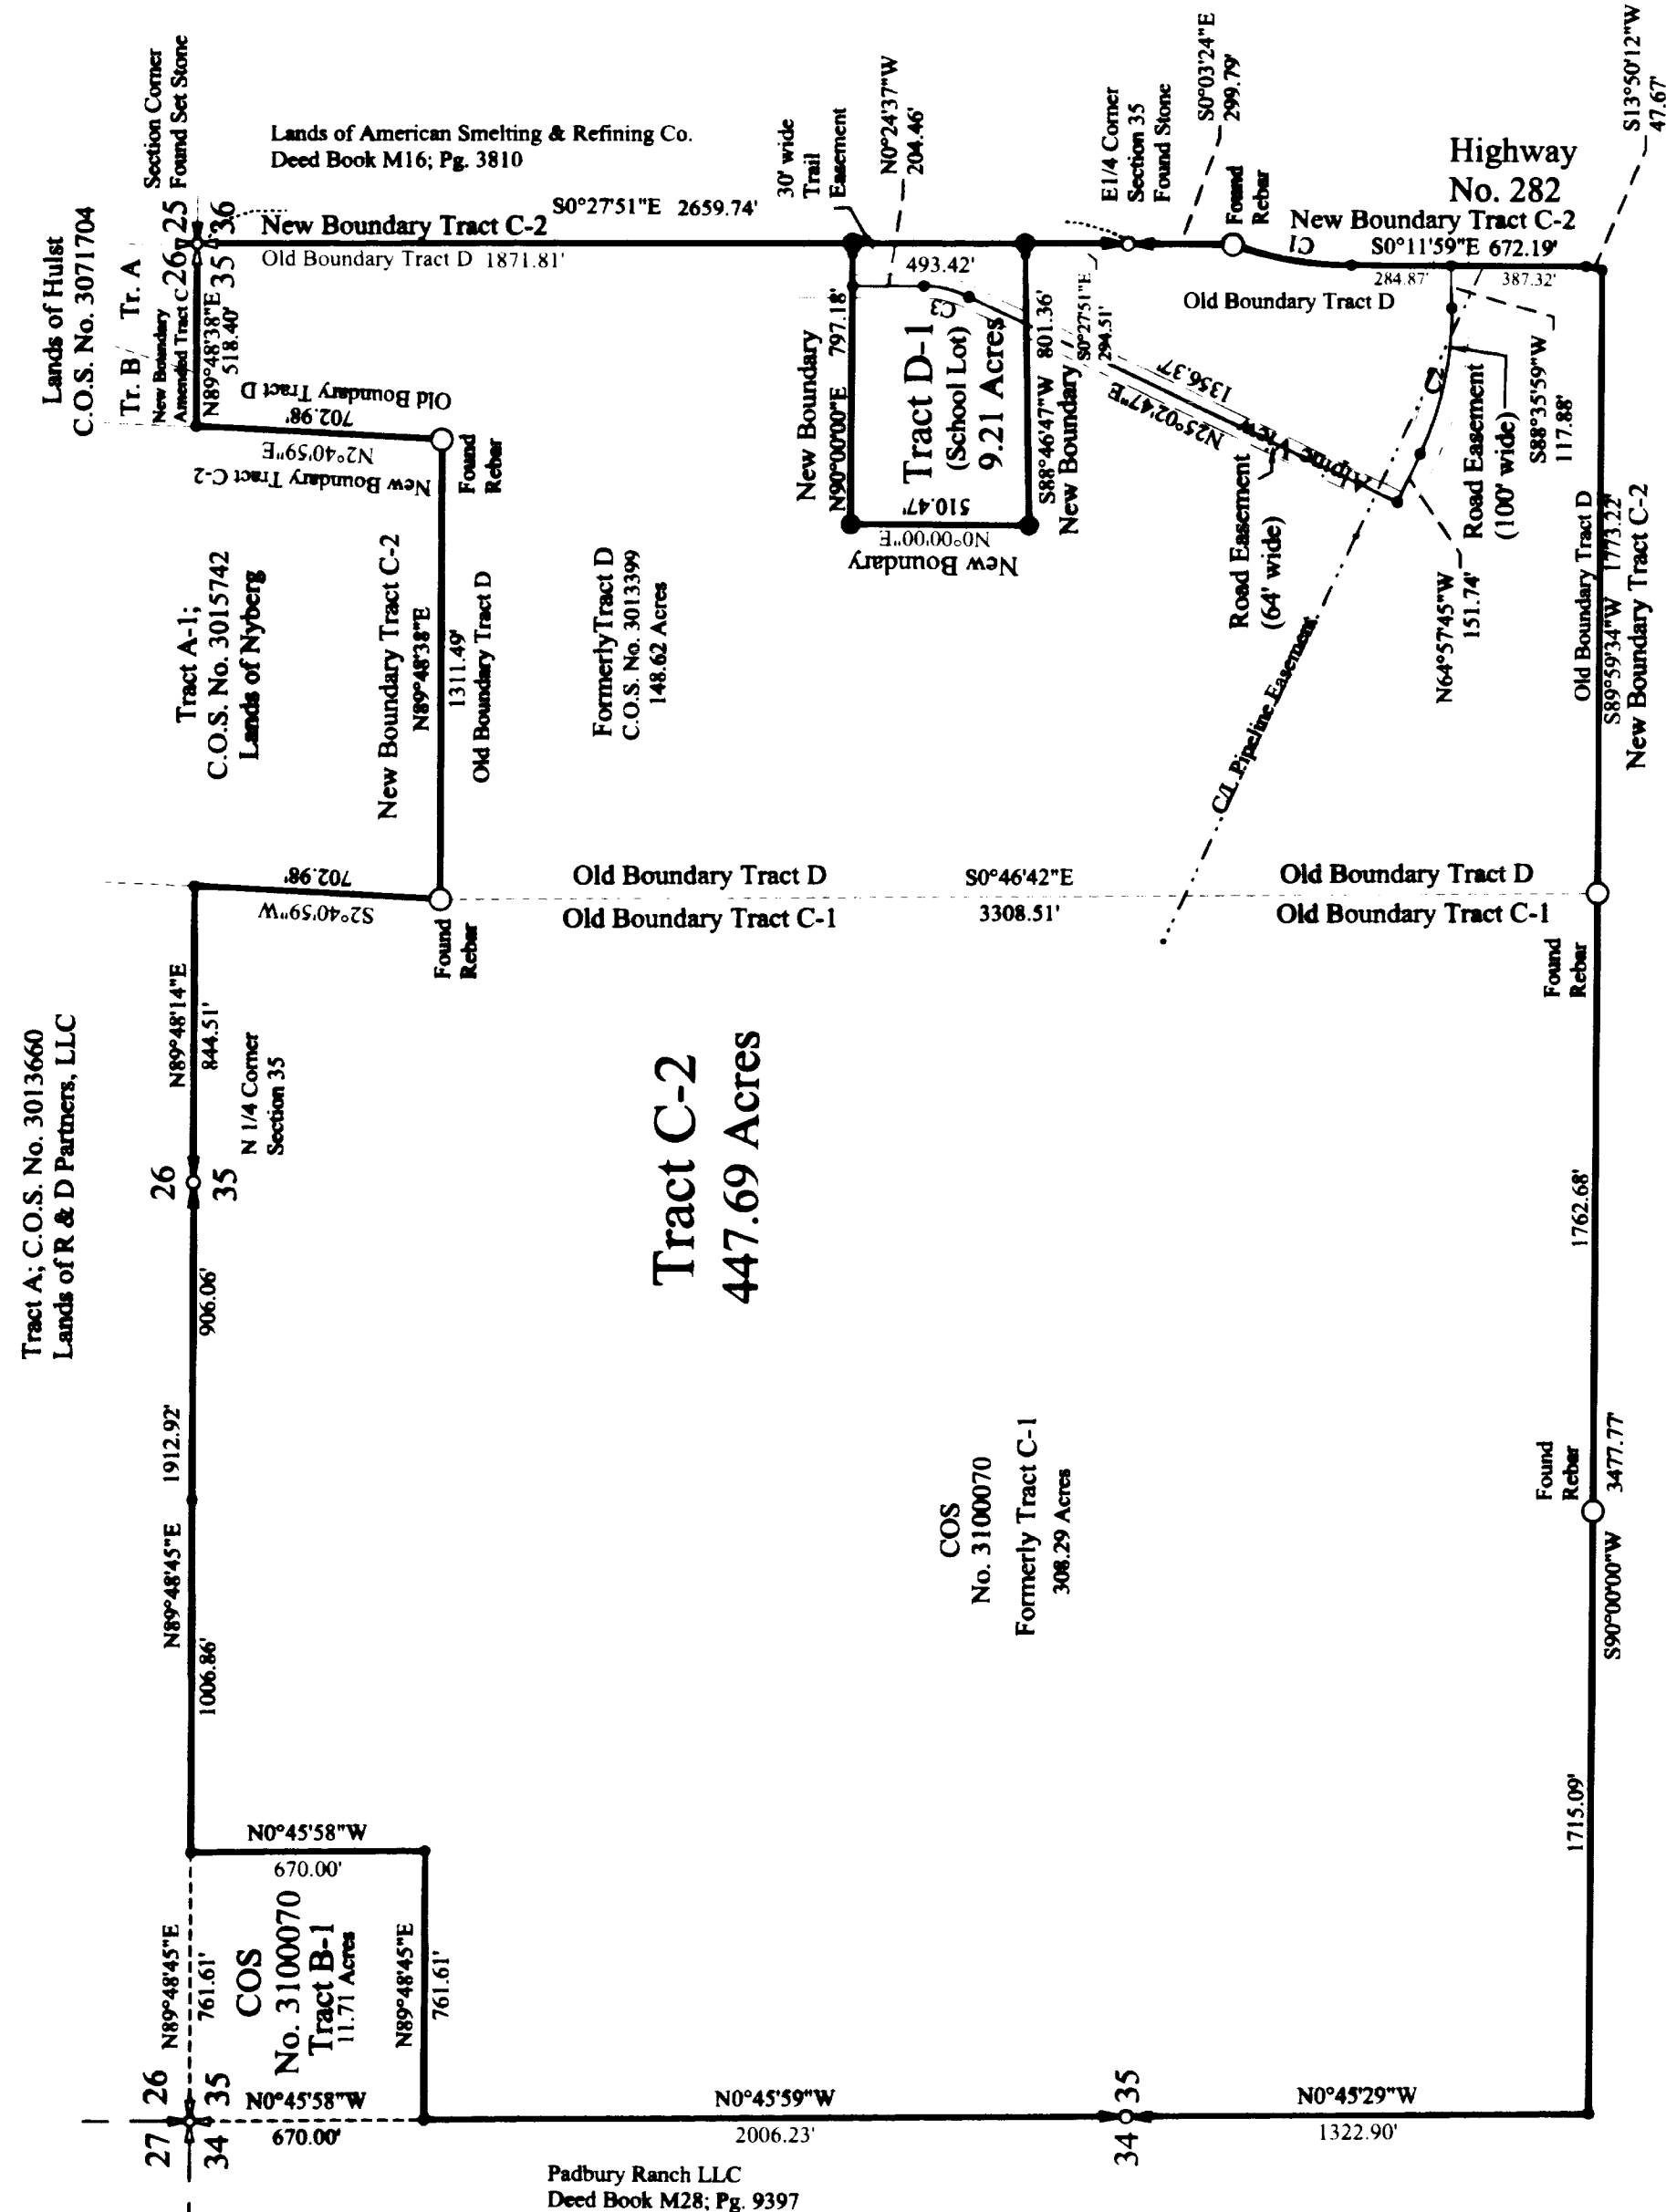 Tract A; C.O.S. No. 3013660
Lands of R & D Partners, LLC
Lands of Hulst
C.O.S. No. 3071704
Tr. B
Tr. A
New Boundary
Amended Tract C
N89°48'38"E
518.40'
26
25
35
36
Section Corner
Found Set Stone
Lands of American Smelting & Refining Co.
Deed Book M16; Pg. 3810
New Boundary Tract C-2
S0°27'51"E 2659.74'
Old Boundary Tract D 1871.81'
30' wide
Trail
Easement
N0°24'37"W
204.46'
E1/4 Corner
Section 35
Found Stone
S0°03'24"E
299.79'
Found
Rebar
Highway
No. 282
New Boundary Tract C-2
C1
S0°11'59"E 672.19'
284.87'
387.32'
Old Boundary Tract D
S13°50'12"W
47.67'
Old Boundary Tract D
702.98'
N2°40'59"E
New Boundary Tract C-2
Found
Rebar
Tract A-1;
C.O.S. No. 3015742
Lands of Nyberg
New Boundary Tract C-2
N89°48'38"E
1311.49'
Old Boundary Tract D
Formerly Tract D
C.O.S. No. 3013399
148.62 Acres
New Boundary
N90°00'00"E 797.18'
493.42'
C3
Tract D-1
(School Lot)
9.21 Acres
510.47'
N0°00'00"E
New Boundary
S88°46'47"W 801.36'
New Boundary
S0°27'51"E
294.51'
1356.37'
N25°02'47"E
Alpine View
Road Easement
(64' wide)
C2
Road Easement
(100' wide)
S88°35'59"W
117.88'
N64°57'45"W
151.74'
C/L Pipeline Easement
Old Boundary Tract D
S89°59'34"W 1773.22'
New Boundary Tract C-2
702.98'
S2°40'59"W
Found
Rebar
Old Boundary Tract D
S0°46'42"E
Old Boundary Tract D
Old Boundary Tract C-1
3308.51'
Old Boundary Tract C-1
Found
Rebar
N89°48'14"E
844.51'
N 1/4 Corner
Section 35
26
35
906.06'
1912.92'
N89°48'45"E
1006.86'
Tract C-2
447.69 Acres
COS
No. 3100070
Formerly Tract C-1
308.29 Acres
1762.68'
Found
Rebar
3477.77'
S90°00'00"W
1715.09'
N0°45'58"W
670.00'
N89°48'45"E
761.61'
COS
No. 3100070
Tract B-1
11.71 Acres
N89°48'45"E
761.61'
27
26
34
35
N0°45'58"W
670.00'
N0°45'59"W
2006.23'
35
34
N0°45'29"W
1322.90'
Padbury Ranch LLC
Deed Book M28; Pg. 9397